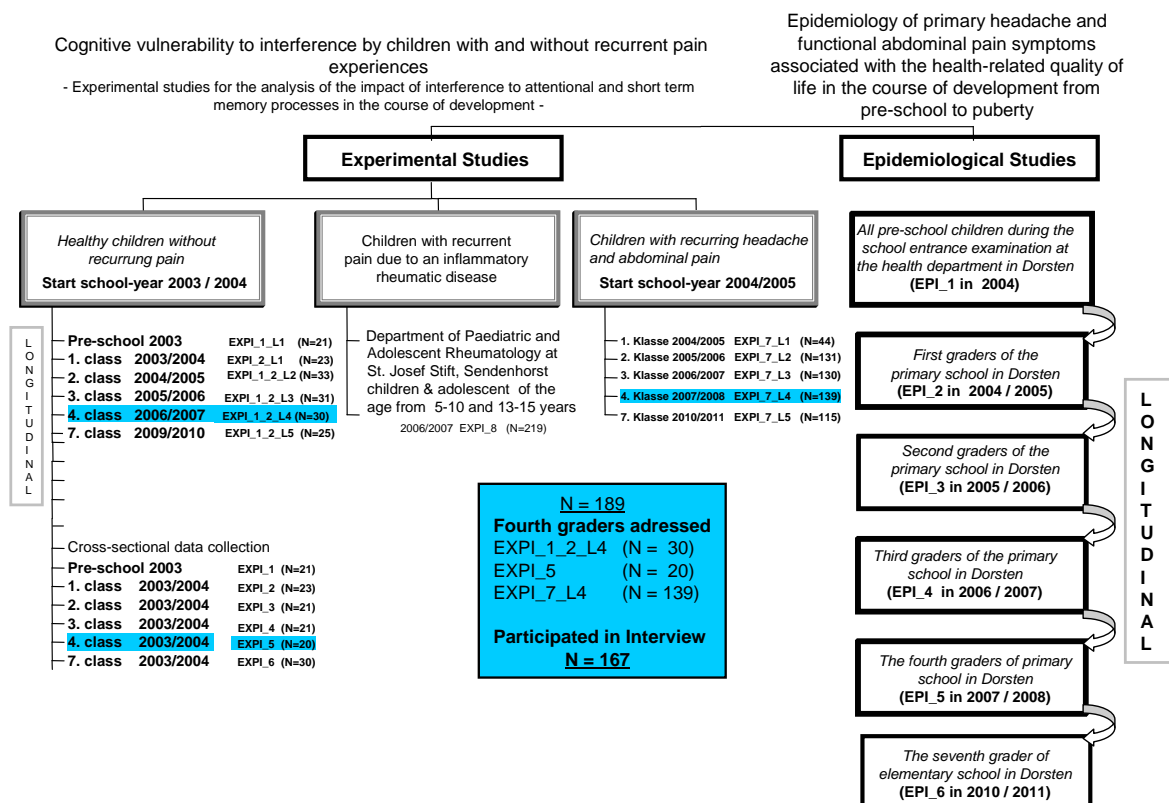 Cognitive vulnerability to interference by children with and without recurrent pain
experiences
- Experimental studies for the analysis of the impact of interference to attentional and short term
memory processes in the course of development -
Epidemiology of primary headache and
functional abdominal pain symptoms
associated with the health-related quality of
life in the course of development from
pre-school to puberty
Experimental Studies
Epidemiological Studies
Healthy children without
recurrung pain
Start school-year 2003 / 2004
Children with recurrent
pain due to an inflammatory
rheumatic disease
Children with recurring headache
and abdominal pain
Start school-year 2004/2005
LONGITUDINAL
Pre-school 2003 EXPI_1_L1 (N=21)
1. class 2003/2004 EXPI_2_L1 (N=23)
2. class 2004/2005 EXPI_1_2_L2 (N=33)
3. class 2005/2006 EXPI_1_2_L3 (N=31)
4. class 2006/2007 EXPI_1_2_L4 (N=30)
7. class 2009/2010 EXPI_1_2_L5 (N=25)
Cross-sectional data collection
Pre-school 2003 EXPI_1 (N=21)
1. class 2003/2004 EXPI_2 (N=23)
2. class 2003/2004 EXPI_3 (N=21)
3. class 2003/2004 EXPI_4 (N=21)
4. class 2003/2004 EXPI_5 (N=20)
7. class 2003/2004 EXPI_6 (N=30)
Department of Paediatric and
Adolescent Rheumatology at
St. Josef Stift, Sendenhorst
children & adolescent of the
age from 5-10 and 13-15 years
2006/2007 EXPI_8 (N=219)
1. Klasse 2004/2005 EXPI_7_L1 (N=44)
2. Klasse 2005/2006 EXPI_7_L2 (N=131)
3. Klasse 2006/2007 EXPI_7_L3 (N=130)
4. Klasse 2007/2008 EXPI_7_L4 (N=139)
7. Klasse 2010/2011 EXPI_7_L5 (N=115)
N = 189
Fourth graders adressed
EXPI_1_2_L4 (N = 30)
EXPI_5 (N = 20)
EXPI_7_L4 (N = 139)
Participated in Interview
N = 167
All pre-school children during the
school entrance examination at
the health department in Dorsten
(EPI_1 in 2004)
First graders of the
primary school in Dorsten
(EPI_2 in 2004 / 2005)
Second graders of the
primary school in Dorsten
(EPI_3 in 2005 / 2006)
Third graders of the primary
school in Dorsten
(EPI_4 in 2006 / 2007)
The fourth graders of primary
school in Dorsten
(EPI_5 in 2007 / 2008)
The seventh grader of
elementary school in Dorsten
(EPI_6 in 2010 / 2011)
LONGITUDINAL